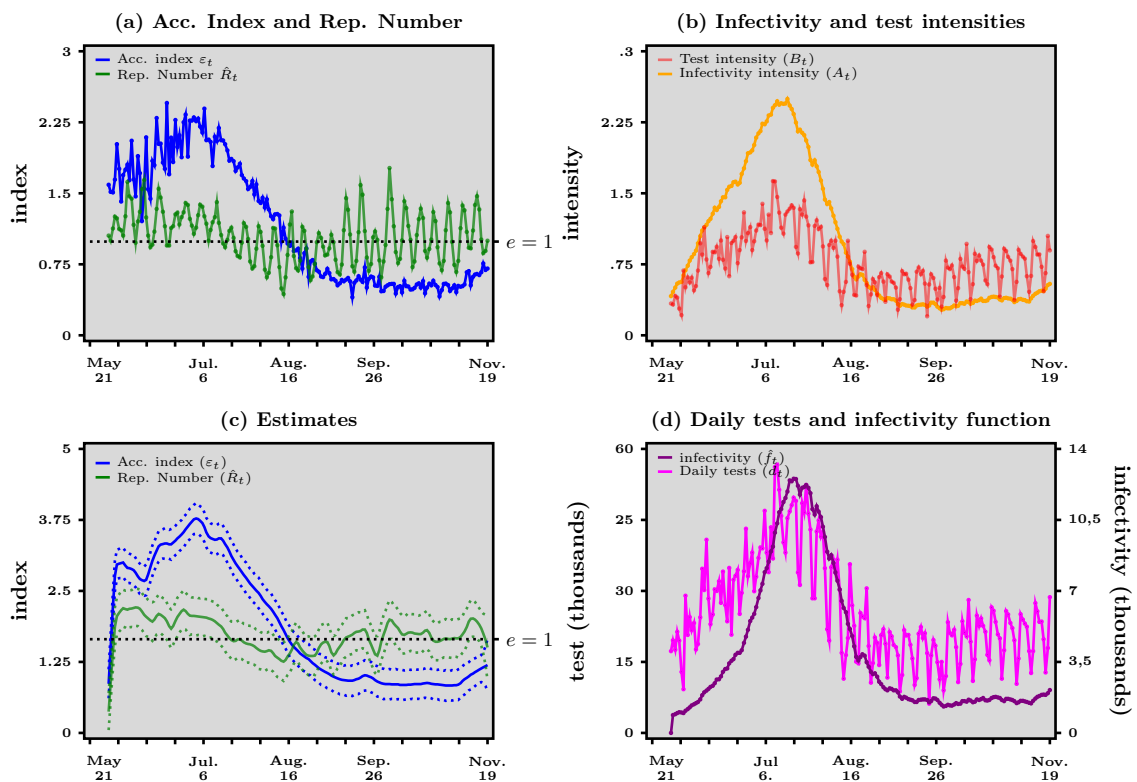 (a) Acc. Index and Rep. Number
3
2.25
1.5
0.75
0
index
Acc. index εt
Rep. Number R̂t
e = 1
May 21
Jul. 6
Aug. 16
Sep. 26
Nov. 19
(b) Infectivity and test intensities
.3
2.25
1.5
.75
0
intensity
Test intensity (Bt)
Infectivity intensity (At)
May 21
Jul. 6
Aug. 16
Sep. 26
Nov. 19
(c) Estimates
5
3.75
2.5
1.25
0
index
Acc. index (εt)
Rep. Number (R̂t)
e = 1
May 21
Jul. 6
Aug. 16
Sep. 26
Nov. 19
(d) Daily tests and infectivity function
60
25
30
15
0
test (thousands)
infectivity (f̂t)
Daily tests (dt)
14
10,5
7
3,5
0
infectivity (thousands)
May 21
Jul 6.
Aug. 16
Sep. 26
Nov. 19